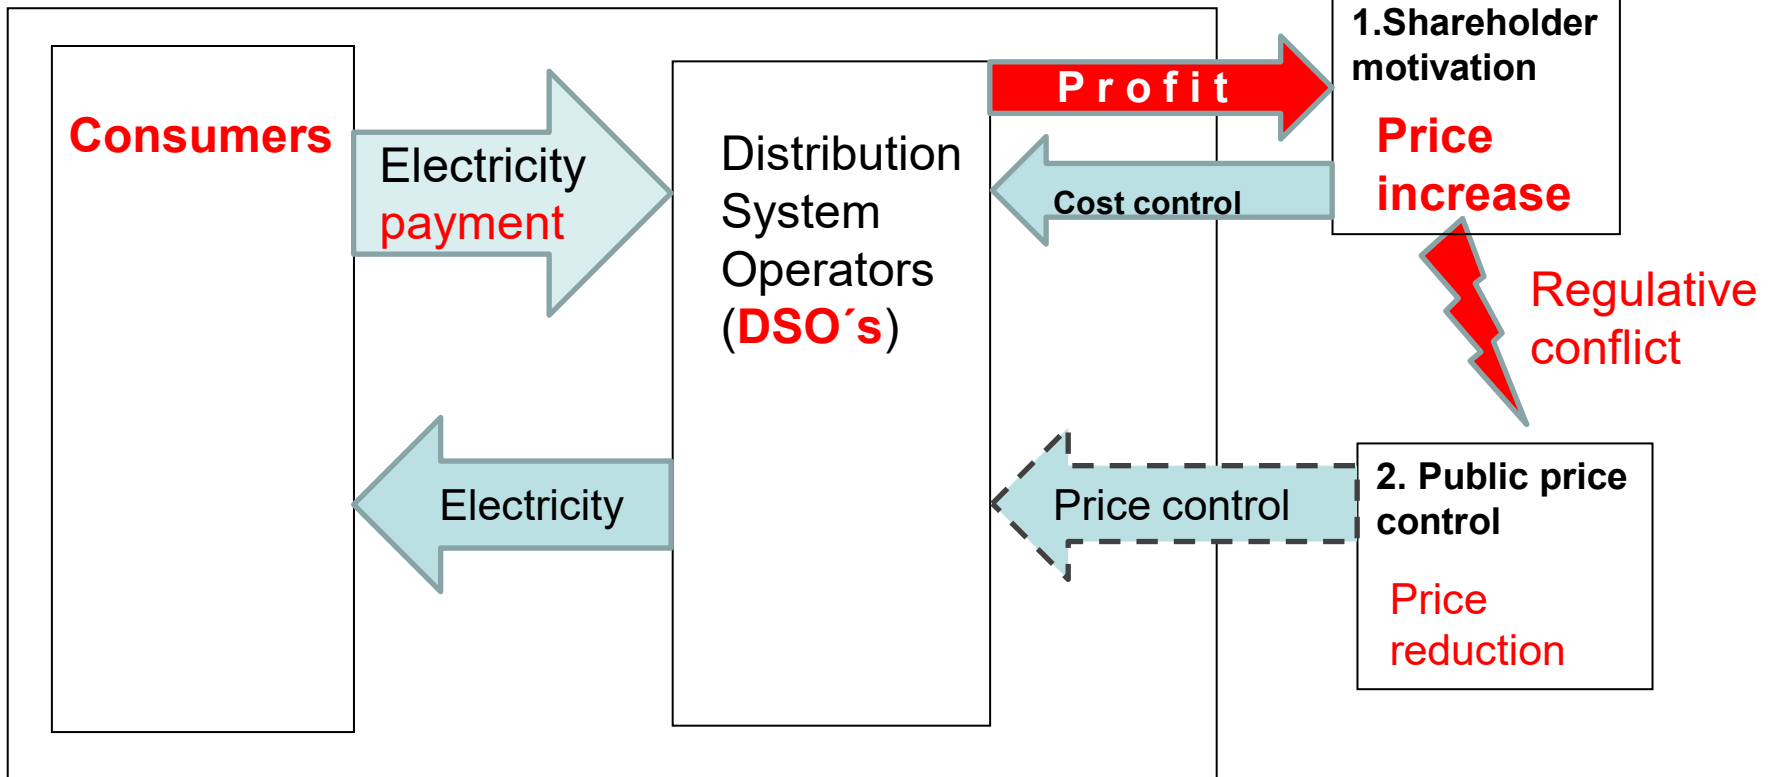 Consumers
Electricity
payment
Electricity
Distribution
System
Operators
(DSO´s)
P r o f i t
Cost control
Price control
1.Shareholder
motivation
Price
increase
Regulative
conflict
2. Public price
control
Price
reduction